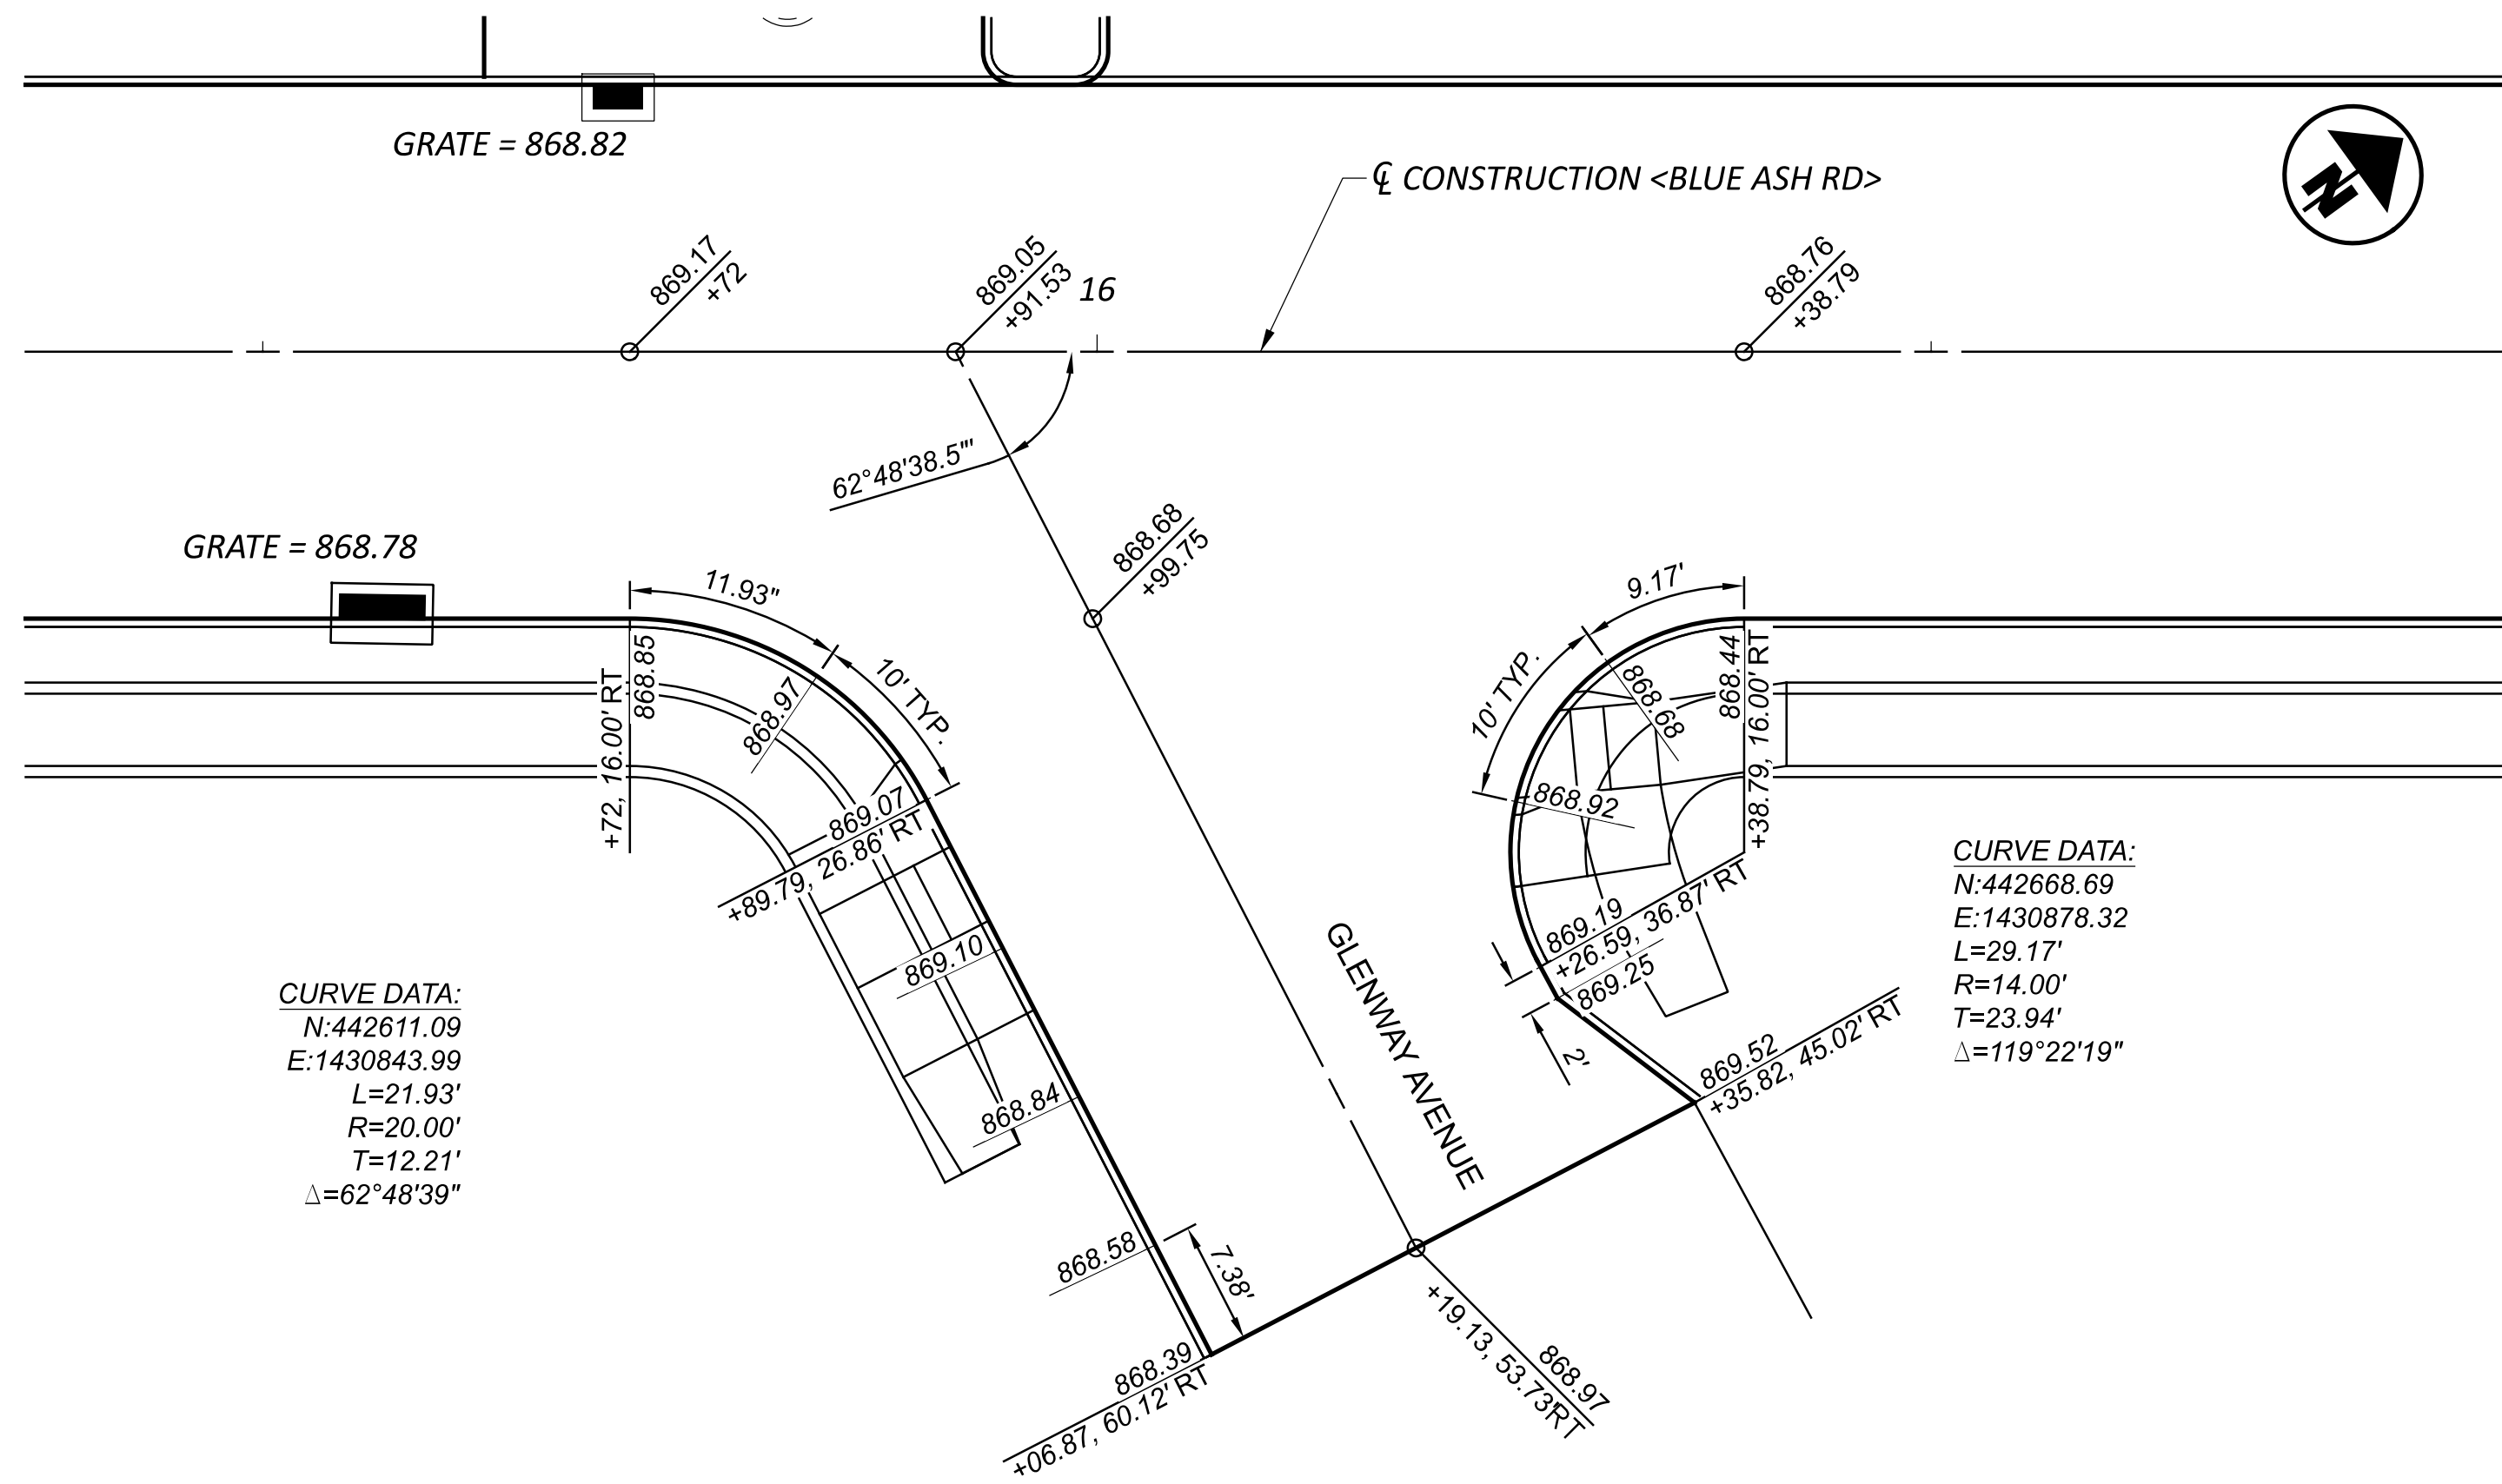 GRATE = 868.82
℄ CONSTRUCTION <BLUE ASH RD>
N
869.17
+72
869.05
+91.53
16
868.76
+38.79
62°48'38.5"'
868.68
+99.75
GRATE = 868.78
11.93"
10' TYP.
9.17'
10' TYP.
+72, 16.00' RT
868.85
868.97
868.68
868.44
+38.79, 16.00' RT
868.92
869.07
+89.79, 26.86' RT
869.10
868.84
869.19
+26.59, 36.87' RT
869.25
2'
GLENWAY AVENUE
869.52
+35.82, 45.02' RT
CURVE DATA:
N:442668.69
E:1430878.32
L=29.17'
R=14.00'
T=23.94'
Δ=119°22'19"
CURVE DATA:
N:442611.09
E:1430843.99
L=21.93'
R=20.00'
T=12.21'
Δ=62°48'39"
868.58
7.38'
868.39
+06.87, 60.12' RT
868.97
+19.13, 53.73'RT